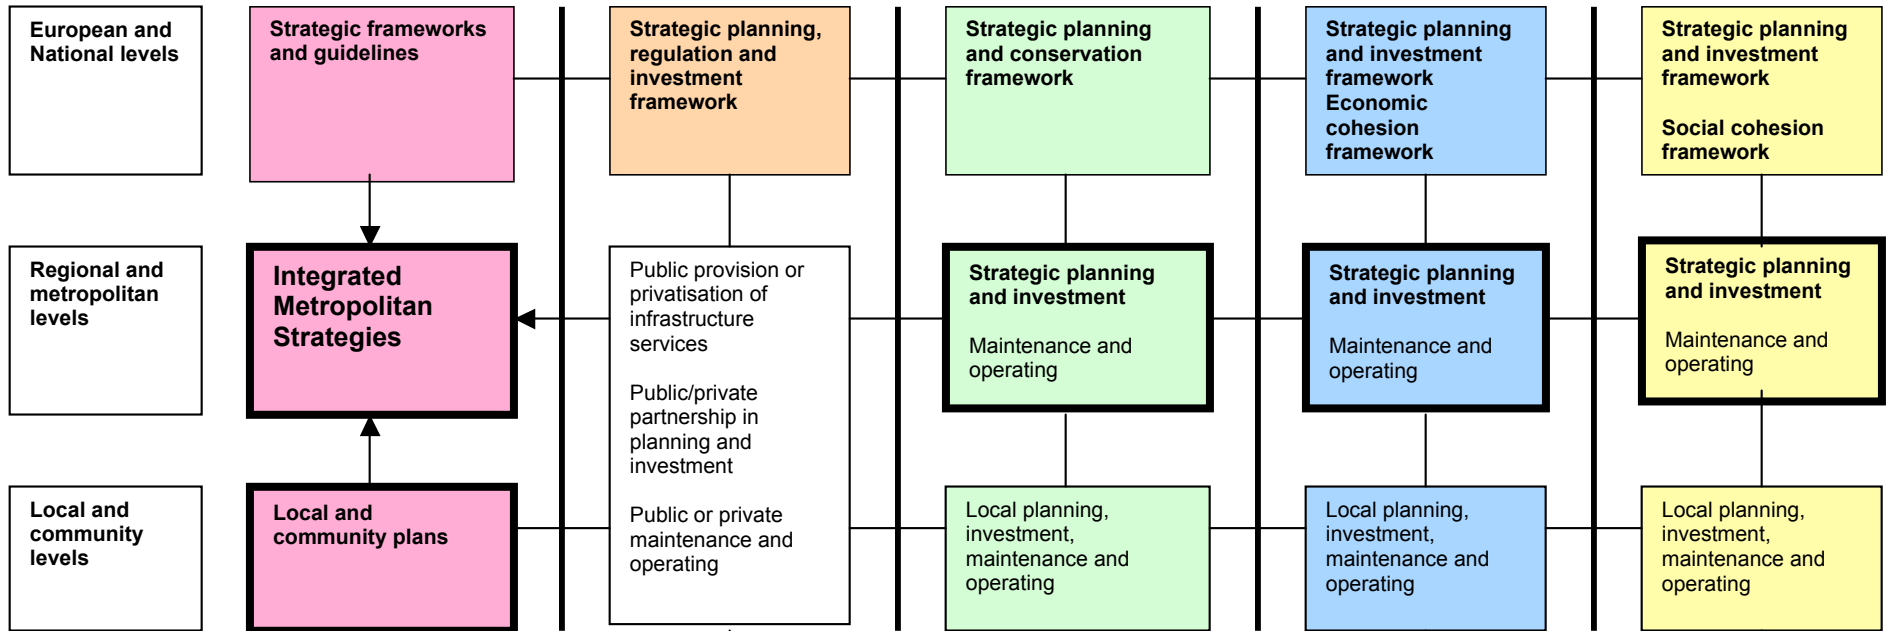 European and
National levels
Strategic frameworks
and guidelines
Strategic planning,
regulation and
investment
framework
Strategic planning
and conservation
framework
Strategic planning
and investment
framework
Economic
cohesion
framework
Strategic planning
and investment
framework
Social cohesion
framework
Regional and
metropolitan
levels
Integrated
Metropolitan
Strategies
Public provision or
privatisation of
infrastructure
services
Public/private
partnership in
planning and
investment
Public or private
maintenance and
operating
Strategic planning
and investment
Maintenance and
operating
Strategic planning
and investment
Maintenance and
operating
Strategic planning
and investment
Maintenance and
operating
Local and
community
levels
Local and
community plans
Local planning,
investment,
maintenance and
operating
Local planning,
investment,
maintenance and
operating
Local planning,
investment,
maintenance and
operating